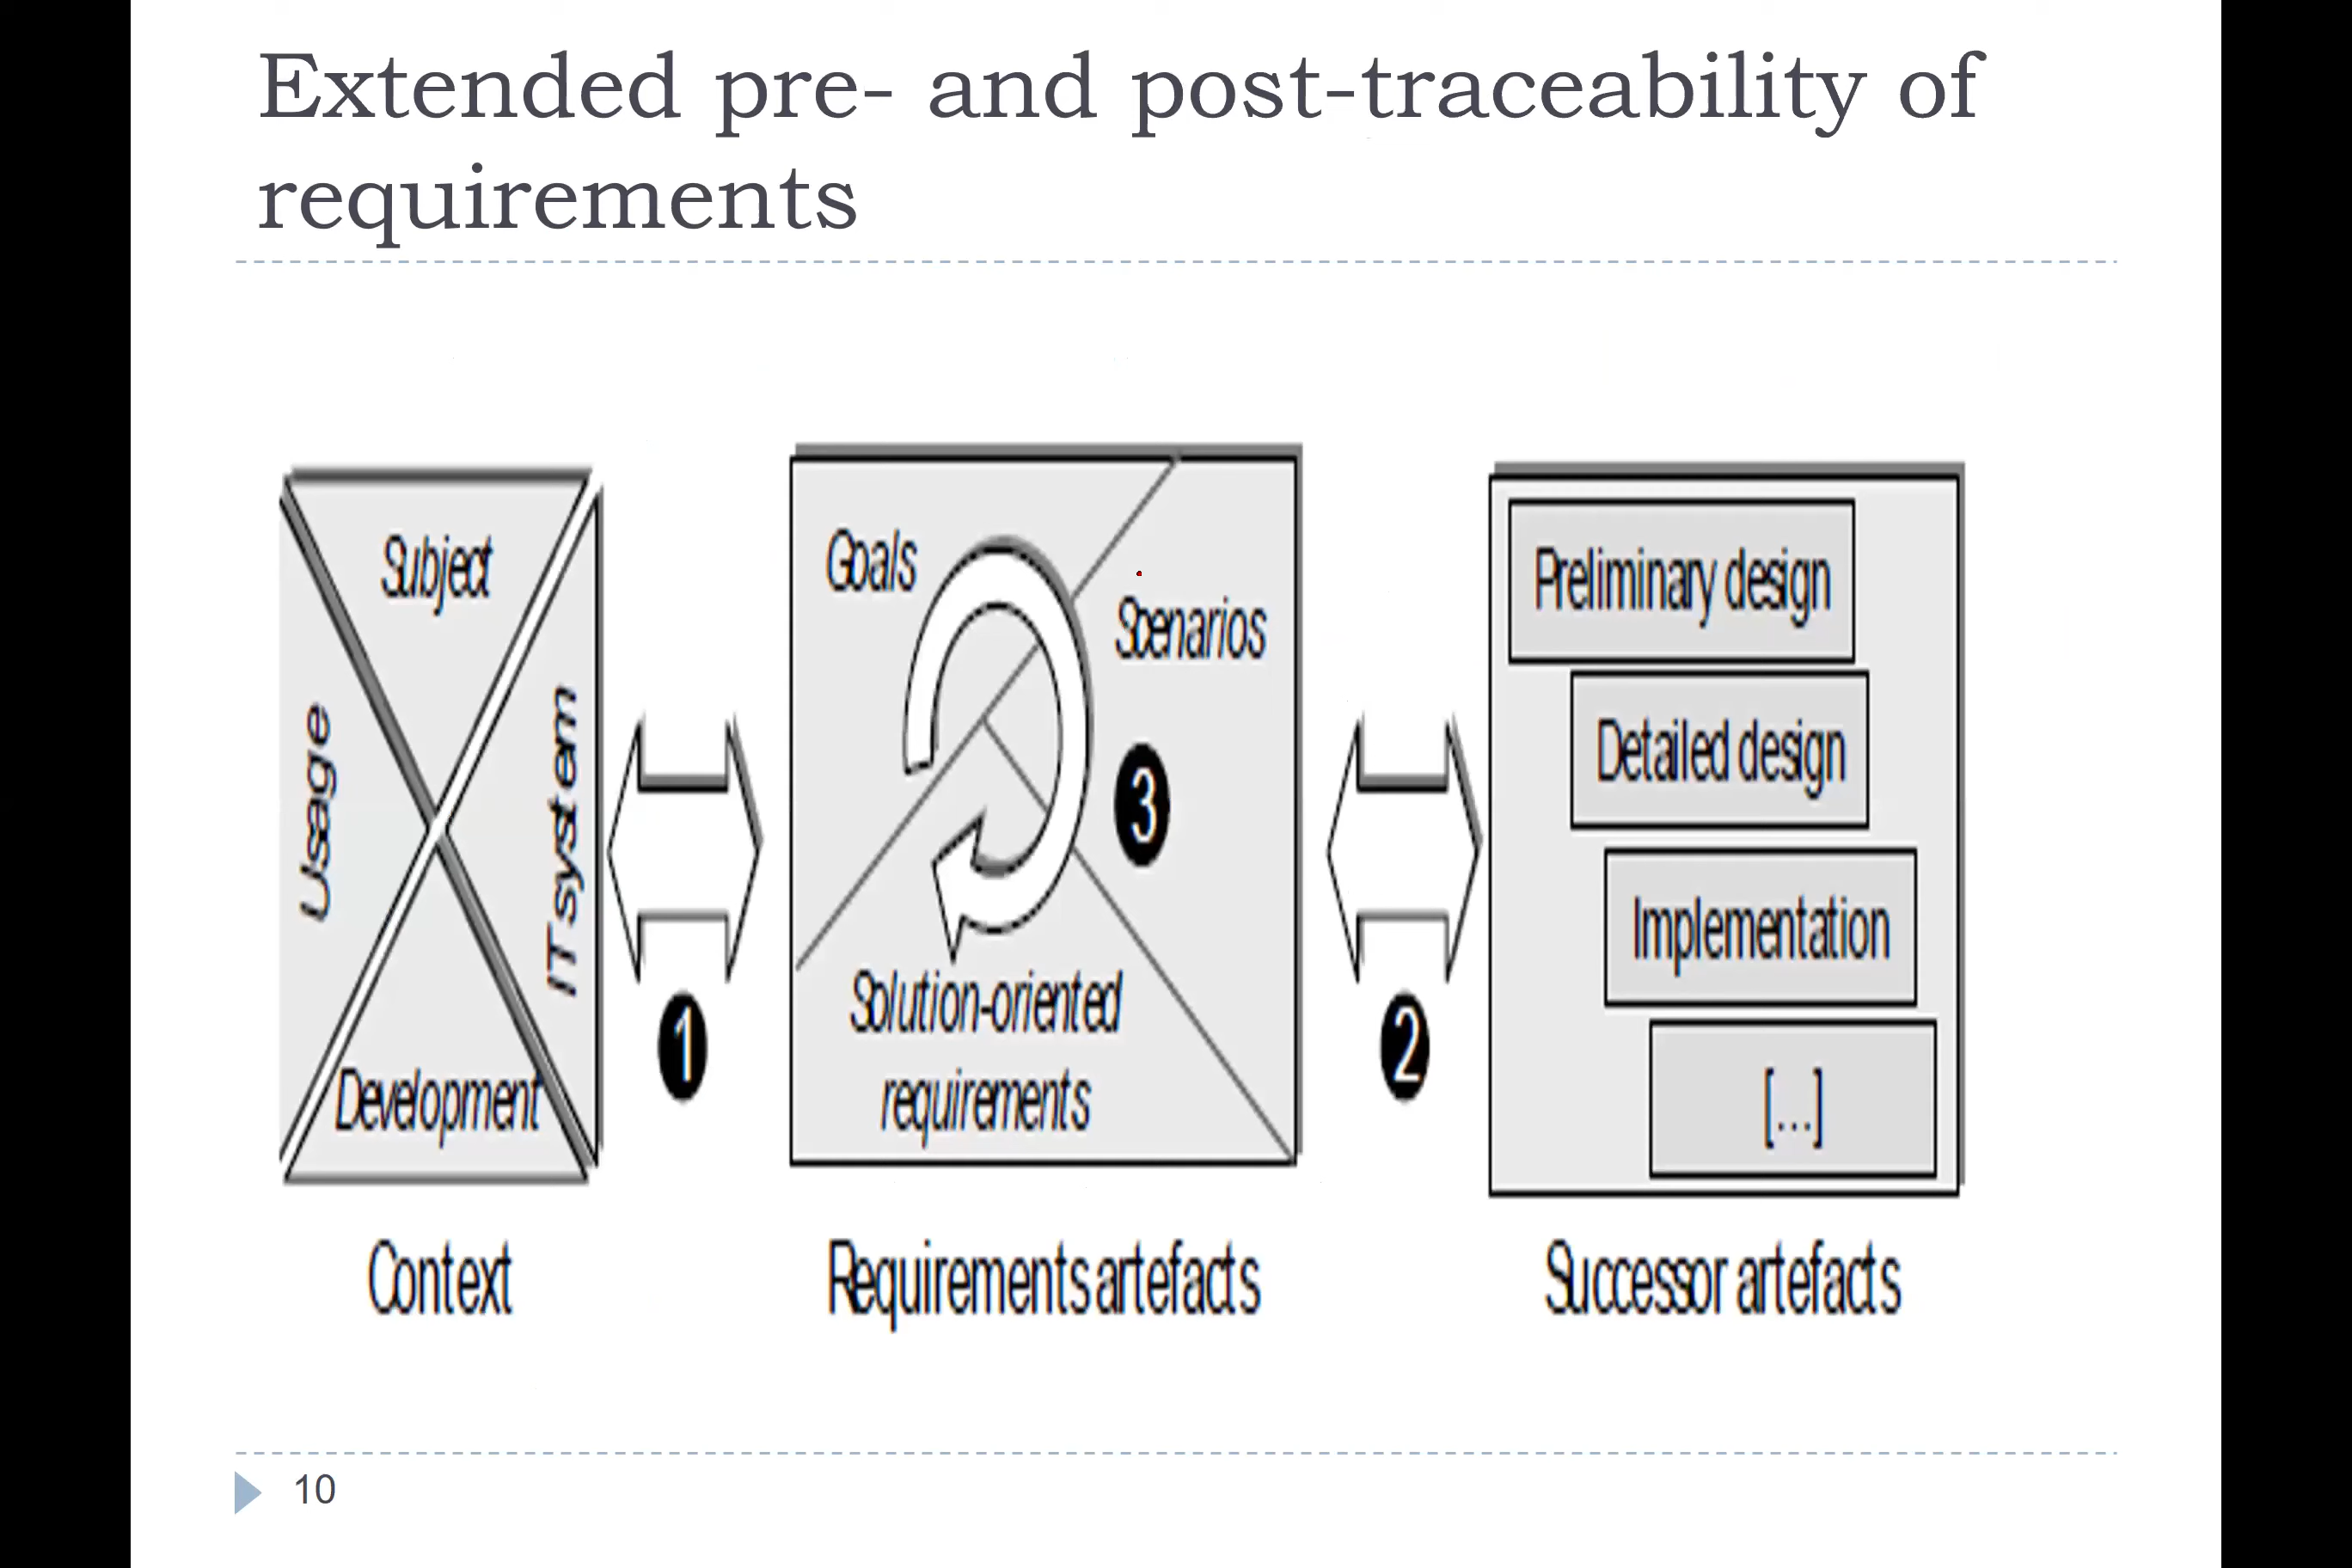 Extended pre- and post-traceability of
requirements
Subject
Usage
IT system
Development
Context
1
Goals
Scenarios
3
Solution-oriented
requirements
Requirements artefacts
2
Preliminary design
Detailed design
Implementation
[...]
Successor artefacts
10